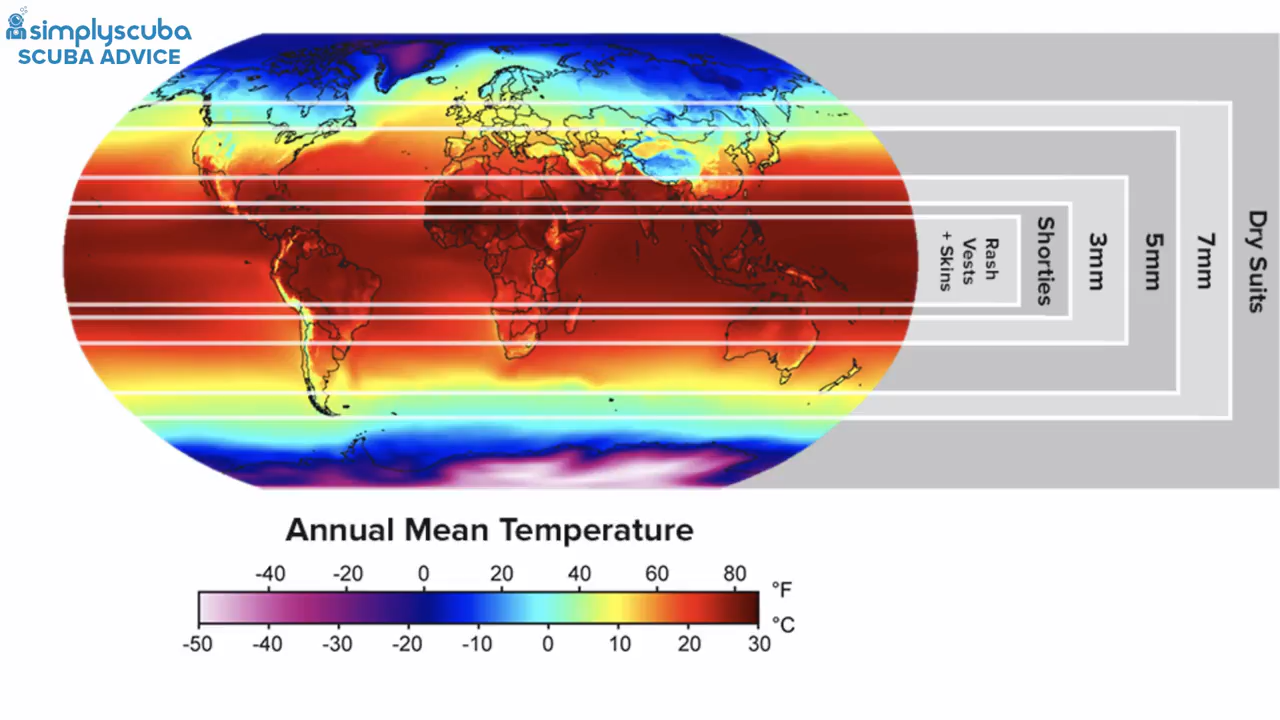 simplyscuba
SCUBA ADVICE
Rash
Vests
+ Skins
Shorties
3mm
5mm
7mm
Dry Suits
Annual Mean Temperature
-40 -20 0 20 40 60 80
°F
°C
-50 -40 -30 -20 -10 0 10 20 30